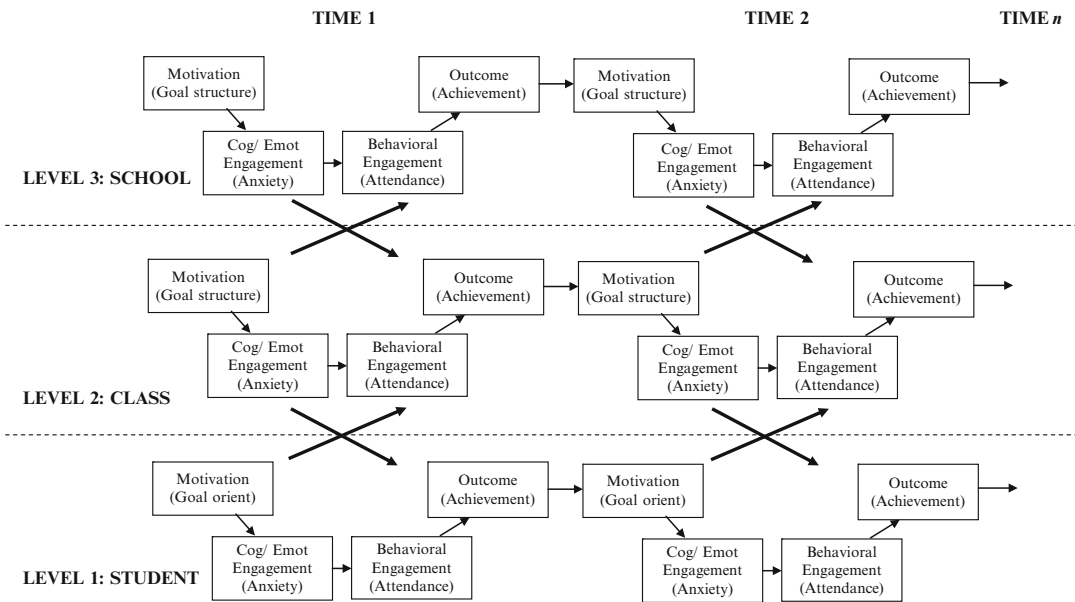 TIME 1
TIME 2
TIME n
Motivation
(Goal structure)
Cog/ Emot
Engagement
(Anxiety)
Behavioral
Engagement
(Attendance)
Outcome
(Achievement)
Motivation
(Goal structure)
Cog/ Emot
Engagement
(Anxiety)
Behavioral
Engagement
(Attendance)
Outcome
(Achievement)
LEVEL 3: SCHOOL
Motivation
(Goal structure)
Cog/ Emot
Engagement
(Anxiety)
Behavioral
Engagement
(Attendance)
Outcome
(Achievement)
Motivation
(Goal structure)
Cog/ Emot
Engagement
(Anxiety)
Behavioral
Engagement
(Attendance)
Outcome
(Achievement)
LEVEL 2: CLASS
Motivation
(Goal orient)
Cog/ Emot
Engagement
(Anxiety)
Behavioral
Engagement
(Attendance)
Outcome
(Achievement)
Motivation
(Goal orient)
Cog/ Emot
Engagement
(Anxiety)
Behavioral
Engagement
(Attendance)
Outcome
(Achievement)
LEVEL 1: STUDENT